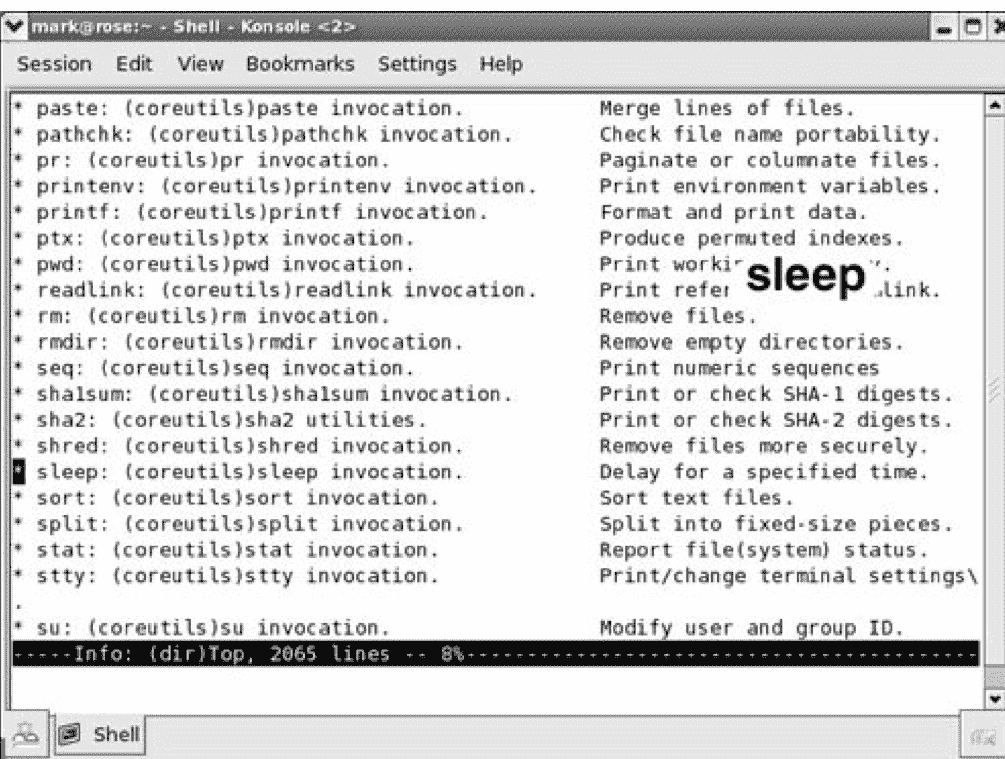 mark@rose:~ - Shell - Konsole <2>
Session Edit View Bookmarks Settings Help
* paste: (coreutils)paste invocation. Merge lines of files.
* pathchk: (coreutils)pathchk invocation. Check file name portability.
* pr: (coreutils)pr invocation. Paginate or columnate files.
* printenv: (coreutils)printenv invocation. Print environment variables.
* printf: (coreutils)printf invocation. Format and print data.
* ptx: (coreutils)ptx invocation. Produce permuted indexes.
* pwd: (coreutils)pwd invocation. Print
* readlink: (coreutils)readlink invocation. Print
sleep
* rm: (coreutils)rm invocation. Remove files.
* rmdir: (coreutils)rmdir invocation. Remove empty directories.
* seq: (coreutils)seq invocation. Print numeric sequences
* sha1sum: (coreutils)sha1sum invocation. Print or check SHA-1 digests.
* sha2: (coreutils)sha2 utilities. Print or check SHA-2 digests.
* shred: (coreutils)shred invocation. Remove files more securely.
* sleep: (coreutils)sleep invocation. Delay for a specified time.
* sort: (coreutils)sort invocation. Sort text files.
* split: (coreutils)split invocation. Split into fixed-size pieces.
* stat: (coreutils)stat invocation. Report file(system) status.
* stty: (coreutils)stty invocation. Print/change terminal settings\
.
* su: (coreutils)su invocation. Modify user and group ID.
-----Info: (dir)Top, 2065 lines -- 8%------------------------------------------
Shell